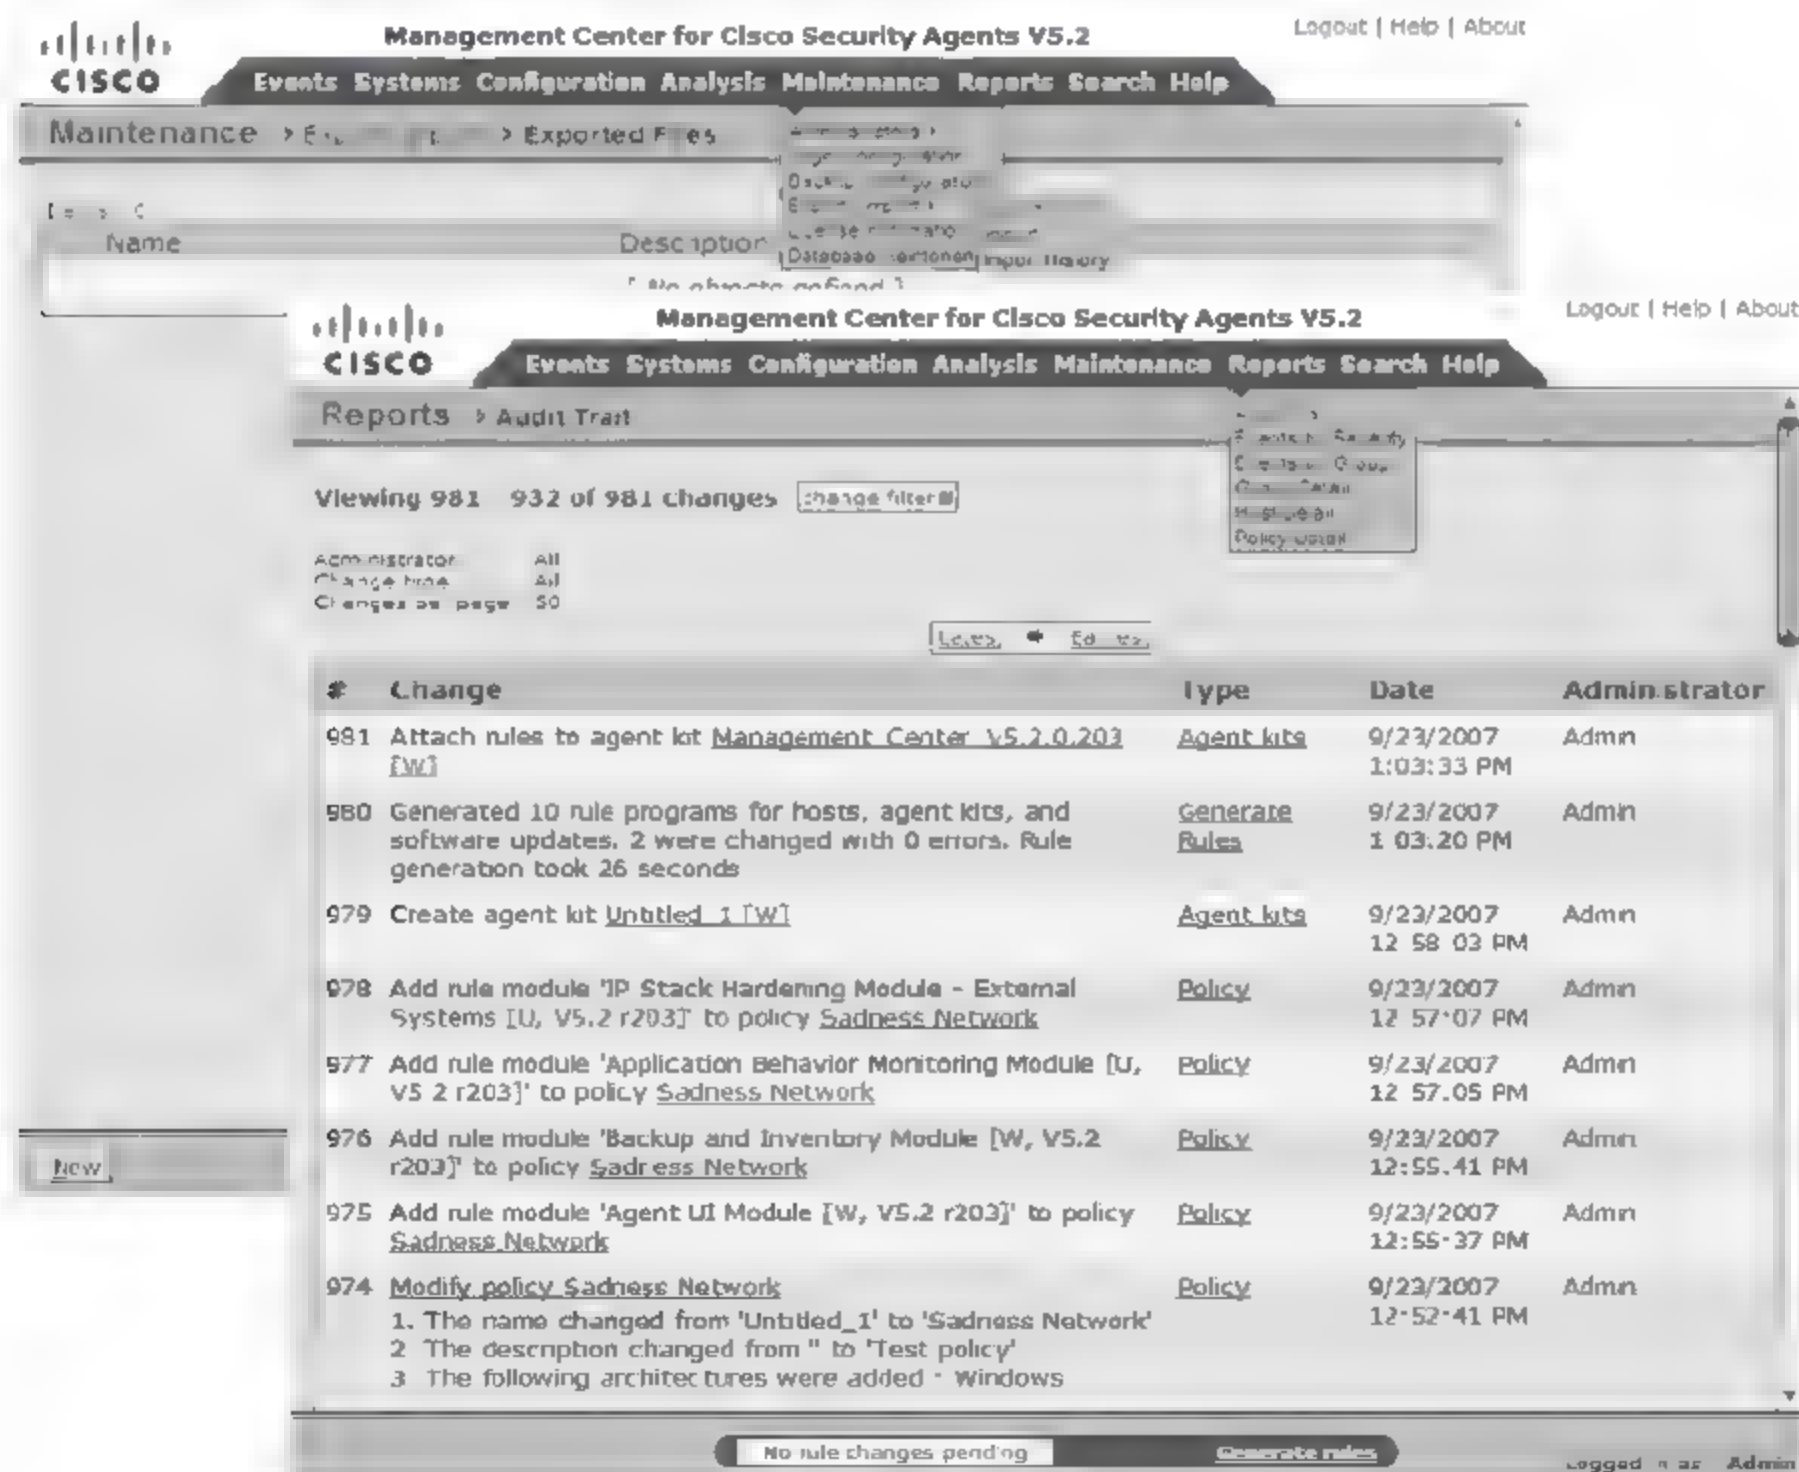 Management Center for Cisco Security Agents V5.2
Logout | Help | About
CISCO
Events Systems Configuration Analysis Maintenance Reports Search Help
Maintenance > > Exported Files
Name Description
Database
[ No objects defined ]
Management Center for Cisco Security Agents V5.2
Logout | Help | About
CISCO
Events Systems Configuration Analysis Maintenance Reports Search Help
Reports > Audit Trail
Viewing 981 932 of 981 changes change filter
Policy Detail
Administrator All
Change time All
Changes per page 50
# Change Type Date Administrator
981 Attach rules to agent kit Management Center V5.2.0.203 Agent kits 9/23/2007 Admin
[W] 1:03:33 PM
980 Generated 10 rule programs for hosts, agent kits, and Generate 9/23/2007 Admin
software updates. 2 were changed with 0 errors. Rule Rules 1 03:20 PM
generation took 26 seconds
979 Create agent kit Untitled_1 [W] Agent kits 9/23/2007 Admin
12 58 03 PM
978 Add rule module 'IP Stack Hardening Module - External Policy 9/23/2007 Admin
Systems [U, V5.2 r203]' to policy Sadness Network 12 57:07 PM
977 Add rule module 'Application Behavior Monitoring Module [U, Policy 9/23/2007 Admin
V5 2 r203]' to policy Sadness Network 12 57:05 PM
976 Add rule module 'Backup and Inventory Module [W, V5.2 Policy 9/23/2007 Admin
r203]' to policy Sadness Network 12:55:41 PM
975 Add rule module 'Agent UI Module [W, V5.2 r203]' to policy Policy 9/23/2007 Admin
Sadness Network 12:55:37 PM
974 Modify policy Sadness Network Policy 9/23/2007 Admin
12:52:41 PM
1. The name changed from 'Untitled_1' to 'Sadness Network'
2 The description changed from '' to 'Test policy'
3 The following architectures were added - Windows
New
No rule changes pending Generate rules
Logged in as Admin